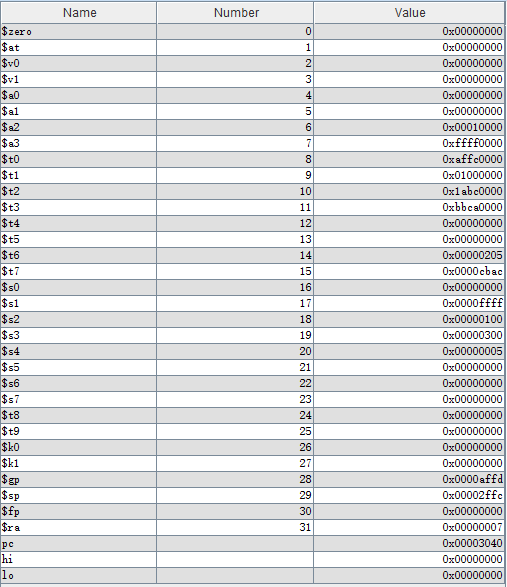 Name Number Value
$zero 0 0x00000000
$at 1 0x00000000
$v0 2 0x00000000
$v1 3 0x00000000
$a0 4 0x00000000
$a1 5 0x00000000
$a2 6 0x00010000
$a3 7 0xffff0000
$t0 8 0xaffc0000
$t1 9 0x01000000
$t2 10 0x1abc0000
$t3 11 0xbbca0000
$t4 12 0x00000000
$t5 13 0x00000000
$t6 14 0x00000205
$t7 15 0x0000cbac
$s0 16 0x00000000
$s1 17 0x0000ffff
$s2 18 0x00000100
$s3 19 0x00000300
$s4 20 0x00000005
$s5 21 0x00000000
$s6 22 0x00000000
$s7 23 0x00000000
$t8 24 0x00000000
$t9 25 0x00000000
$k0 26 0x00000000
$k1 27 0x00000000
$gp 28 0x0000affd
$sp 29 0x00002ffc
$fp 30 0x00000000
$ra 31 0x00000007
pc 0x00003040
hi 0x00000000
lo 0x00000000